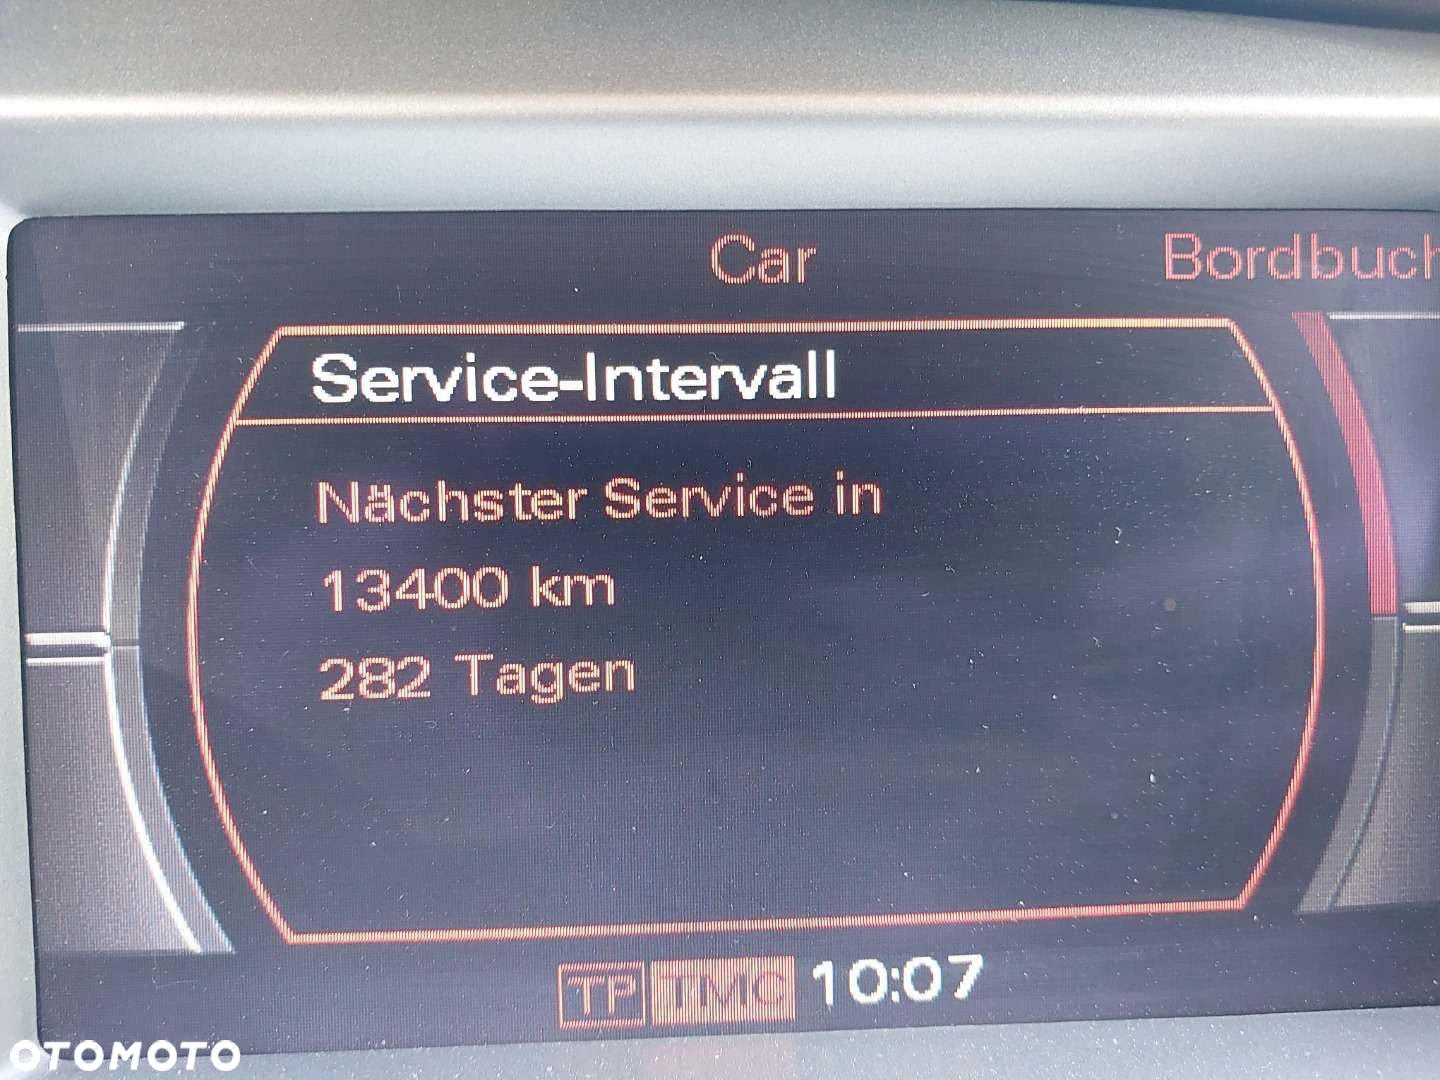 Car
Bordbuch
Service-Intervall
Nächster Service in
13400 km
282 Tagen
TP TMC 10:07
OTOMOTO